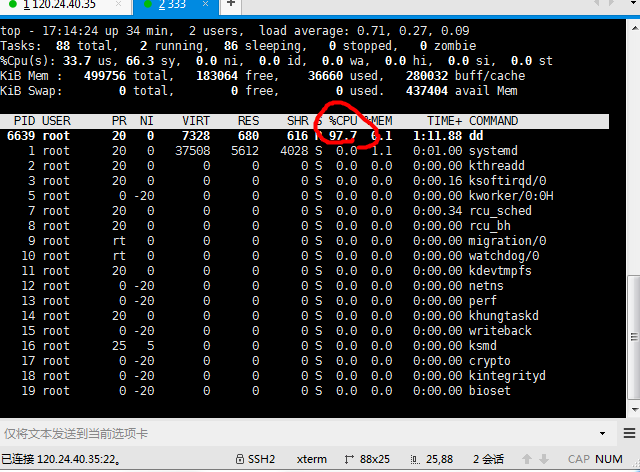 1 120.24.40.35 × 2 333 × +
top - 17:14:24 up 34 min, 2 users, load average: 0.71, 0.27, 0.09
Tasks: 88 total, 2 running, 86 sleeping, 0 stopped, 0 zombie
%Cpu(s): 33.7 us, 66.3 sy, 0.0 ni, 0.0 id, 0.0 wa, 0.0 hi, 0.0 si, 0.0 st
KiB Mem : 499756 total, 183064 free, 36660 used, 280032 buff/cache
KiB Swap: 0 total, 0 free, 0 used. 437404 avail Mem
PID USER PR NI VIRT RES SHR S %CPU %MEM TIME+ COMMAND
6639 root 20 0 7328 680 616 R 97.7 0.1 1:11.88 dd
1 root 20 0 37508 5612 4028 S 0.0 1.1 0:01.00 systemd
2 root 20 0 0 0 0 S 0.0 0.0 0:00.00 kthreadd
3 root 20 0 0 0 0 S 0.0 0.0 0:00.16 ksoftirqd/0
5 root 0 -20 0 0 0 S 0.0 0.0 0:00.00 kworker/0:0H
7 root 20 0 0 0 0 S 0.0 0.0 0:00.34 rcu_sched
8 root 20 0 0 0 0 S 0.0 0.0 0:00.00 rcu_bh
9 root rt 0 0 0 0 S 0.0 0.0 0:00.00 migration/0
10 root rt 0 0 0 0 S 0.0 0.0 0:00.00 watchdog/0
11 root 20 0 0 0 0 S 0.0 0.0 0:00.00 kdevtmpfs
12 root 0 -20 0 0 0 S 0.0 0.0 0:00.00 netns
13 root 0 -20 0 0 0 S 0.0 0.0 0:00.00 perf
14 root 20 0 0 0 0 S 0.0 0.0 0:00.00 khungtaskd
15 root 0 -20 0 0 0 S 0.0 0.0 0:00.00 writeback
16 root 25 5 0 0 0 S 0.0 0.0 0:00.00 ksmd
17 root 0 -20 0 0 0 S 0.0 0.0 0:00.00 crypto
18 root 0 -20 0 0 0 S 0.0 0.0 0:00.00 kintegrityd
19 root 0 -20 0 0 0 S 0.0 0.0 0:00.00 bioset
仅将文本发送到当前选项卡
已连接 120.24.40.35:22。 SSH2 xterm 88x25 25,88 2 会话 CAP NUM